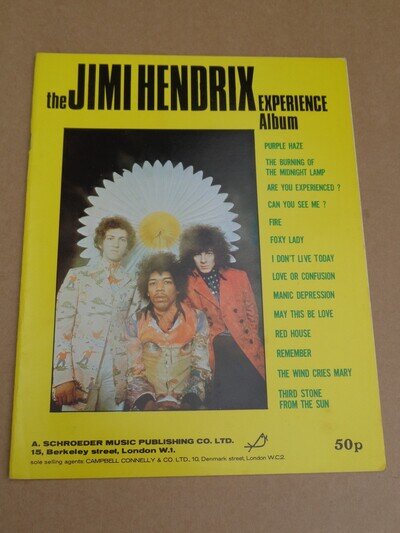 the JIMI HENDRIX EXPERIENCE
Album
PURPLE HAZE
THE BURNING OF
THE MIDNIGHT LAMP
ARE YOU EXPERIENCED ?
CAN YOU SEE ME ?
FIRE
FOXY LADY
I DON'T LIVE TODAY
LOVE OR CONFUSION
MANIC DEPRESSION
MAY THIS BE LOVE
RED HOUSE
REMEMBER
THE WIND CRIES MARY
THIRD STONE
FROM THE SUN
A. SCHROEDER MUSIC PUBLISHING CO. LTD.
15, Berkeley street, London W.1.
sole selling agents: CAMPBELL CONNELLY & CO. LTD., 10, Denmark street, London W.C.2.
50p